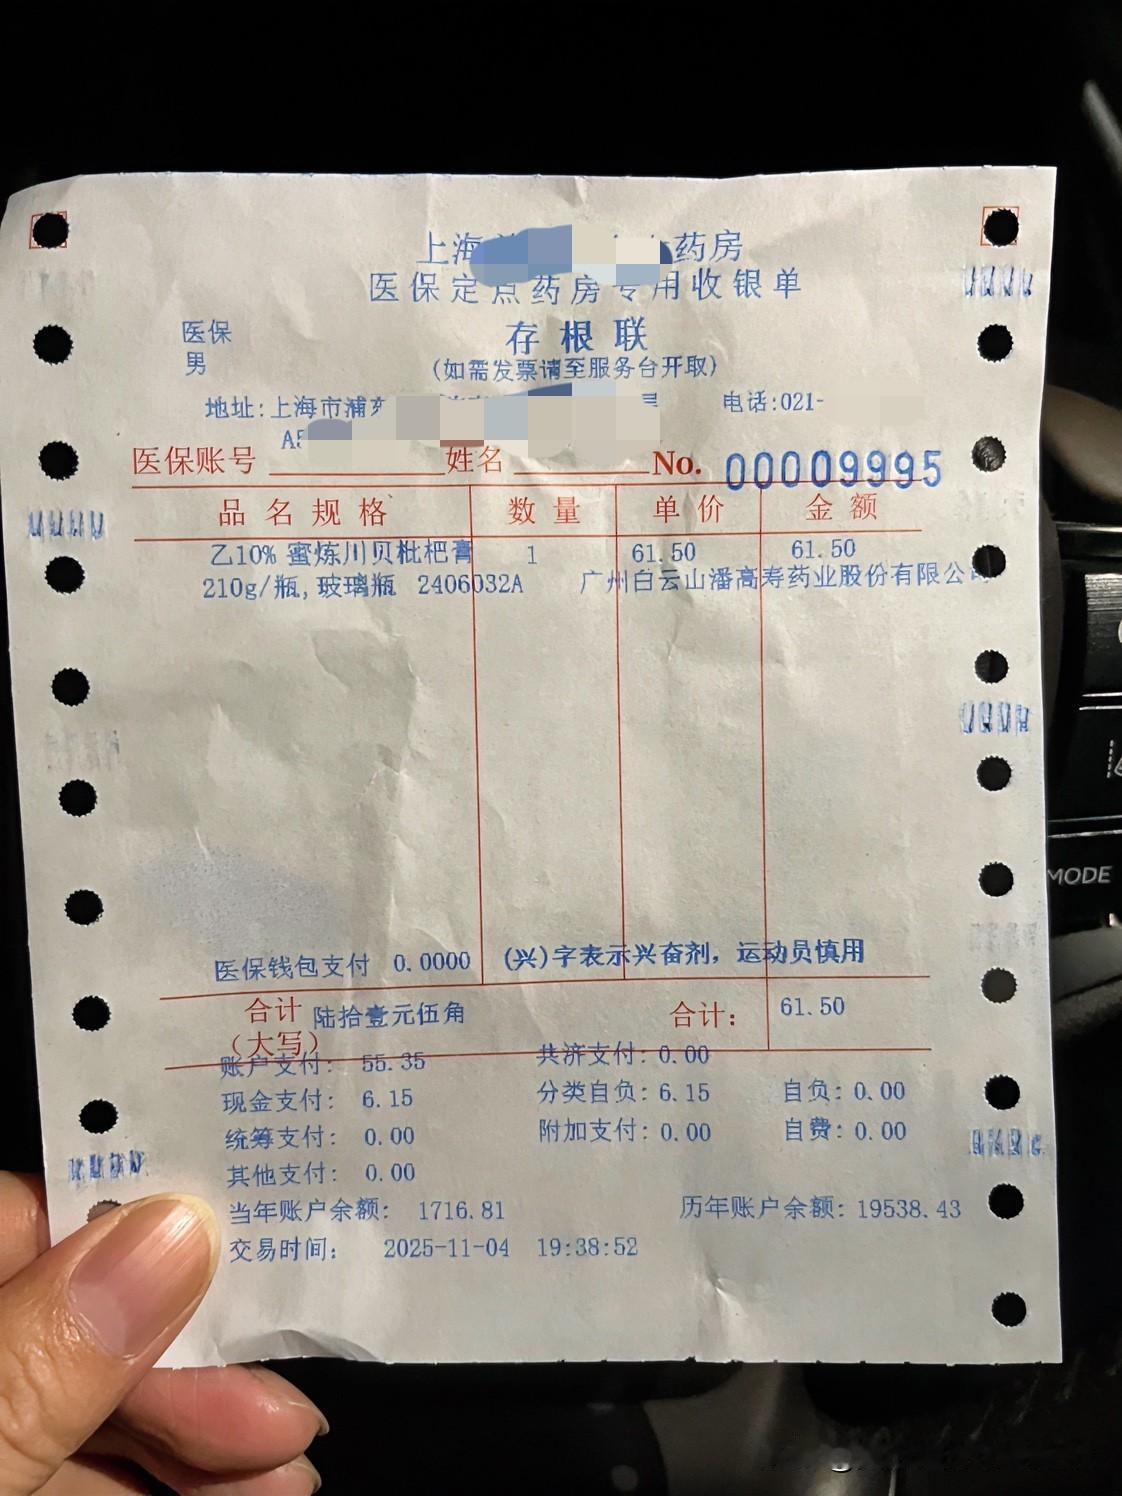 上海 药房
医保定点药房专用收银单
医保
存根联
男
(如需发票请至服务台开取)
地址:上海市浦东
电话:021-
医保账号 姓名 No. 00009995
品名规格 数量 单价 金额
乙10% 蜜炼川贝枇杷膏 1 61.50 61.50
210g/瓶,玻璃瓶 2406032A 广州白云山潘高寿药业股份有限公司
医保钱包支付 0.0000 (兴)字表示兴奋剂，运动员慎用
合计 陆拾壹元伍角 合计： 61.50
（大写）
账户支付: 55.35 共济支付: 0.00
现金支付: 6.15 分类自负: 6.15 自负: 0.00
统筹支付: 0.00 附加支付: 0.00 自费: 0.00
其他支付: 0.00
当年账户余额: 1716.81 历年账户余额: 19538.43
交易时间: 2025-11-04 19:38:52
MODE